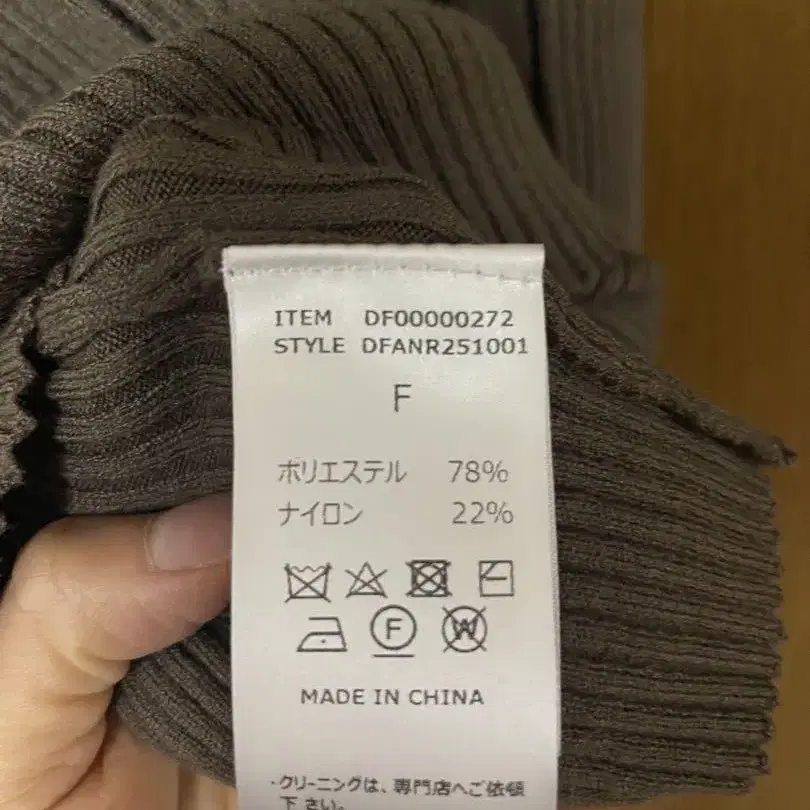 ITEM DF00000272
STYLE DFANR251001
F
ポリエステル 78%
ナイロン 22%
F W
MADE IN CHINA
・クリーニングは、専門店へご依頼
下さい。